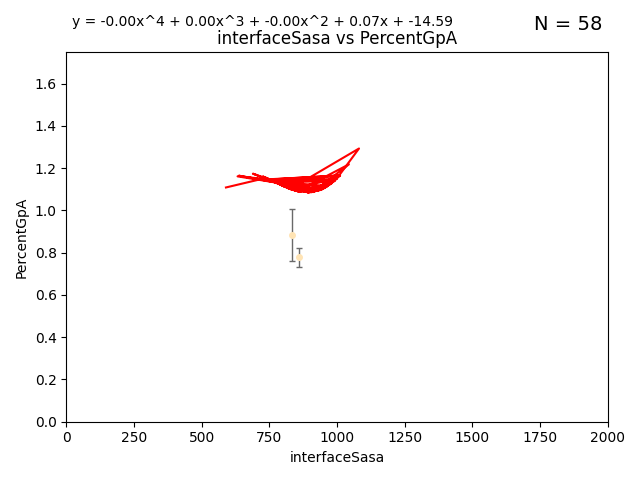 y = -0.00x^4 + 0.00x^3 + -0.00x^2 + 0.07x + -14.59
N = 58
interfaceSasa vs PercentGpA
1.6
1.4
1.2
1.0
0.8
0.6
0.4
0.2
0.0
PercentGpA
0 250 500 750 1000 1250 1500 1750 2000
interfaceSasa